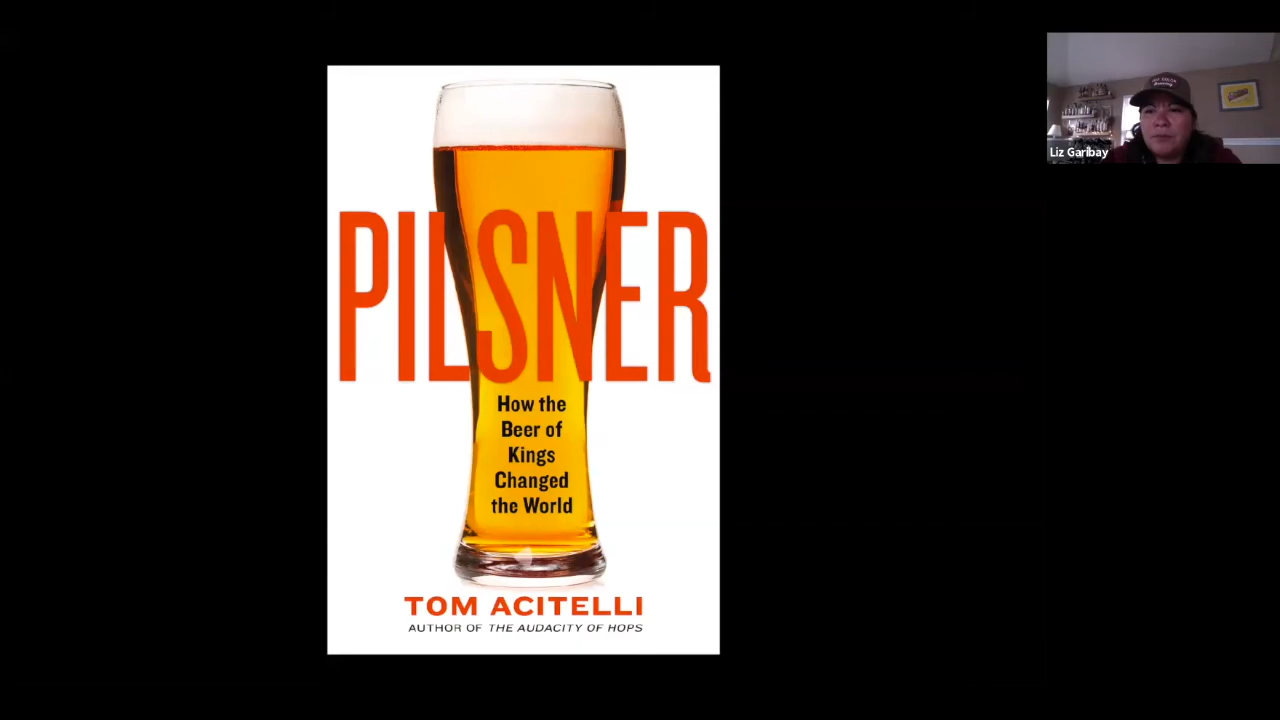 PILSNER
How the
Beer of
Kings
Changed
the World
TOM ACITELLI
AUTHOR OF THE AUDACITY OF HOPS
Liz Garibay